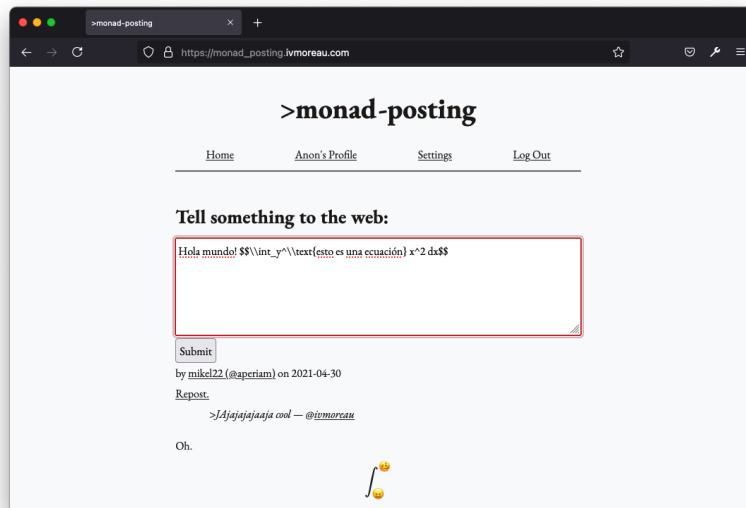 >monad-posting
https://monad_posting.ivmoreau.com
>monad-posting
Home Anon's Profile Settings Log Out
Tell something to the web:
Hola mundo! $$\\int_y^\\text{esto es una ecuación} x^2 dx$$
Submit
by mikel22 (@aperiam) on 2021-04-30
Repost.
>JAjajajajaaja cool — @ivmoreau
Oh.
∫